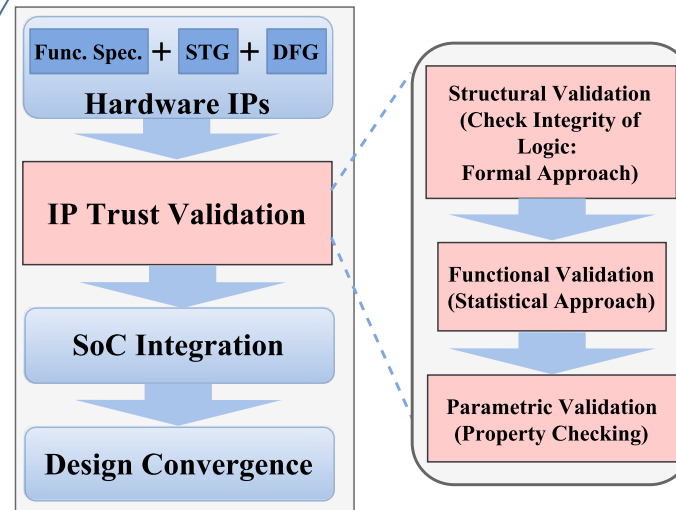 Func. Spec. + STG + DFG
Hardware IPs
IP Trust Validation
SoC Integration
Design Convergence
Structural Validation
(Check Integrity of
Logic:
Formal Approach)
Functional Validation
(Statistical Approach)
Parametric Validation
(Property Checking)